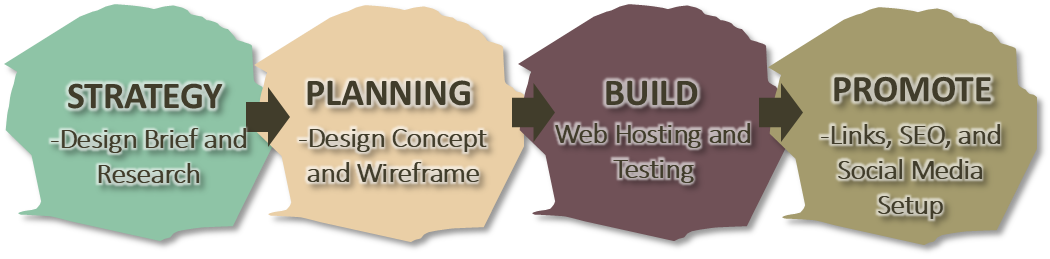 STRATEGY
-Design Brief and
Research
PLANNING
-Design Concept
and Wireframe
BUILD
Web Hosting and
Testing
PROMOTE
-Links, SEO, and
Social Media
Setup